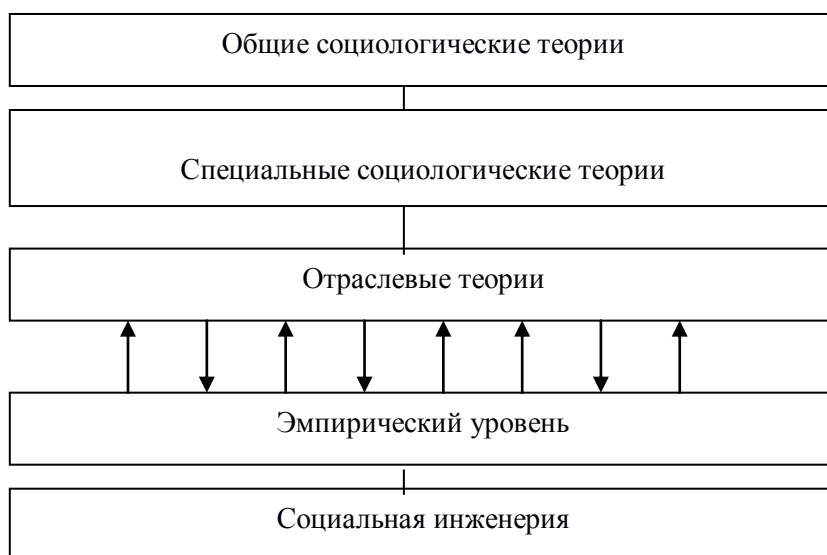 Общие социологические теории
Специальные социологические теории
Отраслевые теории
Эмпирический уровень
Социальная инженерия